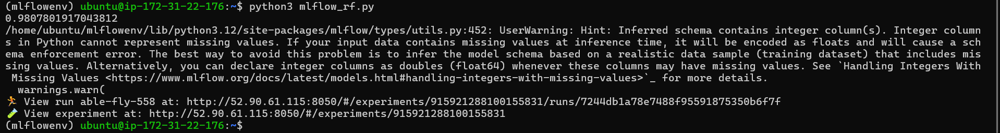 (mlflowenv) ubuntu@ip-172-31-22-176:~$ python3 mlflow_rf.py
0.9807801917043812
/home/ubuntu/mlflowenv/lib/python3.12/site-packages/mlflow/types/utils.py:452: UserWarning: Hint: Inferred schema contains integer column(s). Integer column
s in Python cannot represent missing values. If your input data contains missing values at inference time, it will be encoded as floats and will cause a sch
ema enforcement error. The best way to avoid this problem is to infer the model schema based on a realistic data sample (training dataset) that includes mis
sing values. Alternatively, you can declare integer columns as doubles (float64) whenever these columns may have missing values. See `Handling Integers With
 Missing Values <https://www.mlflow.org/docs/latest/models.html#handling-integers-with-missing-values>`_ for more details.
  warnings.warn(
🏃 View run able-fly-558 at: http://52.90.61.115:8050/#/experiments/915921288100155831/runs/7244db1a78e7488f95591875350b6f7f
🧪 View experiment at: http://52.90.61.115:8050/#/experiments/915921288100155831
(mlflowenv) ubuntu@ip-172-31-22-176:~$